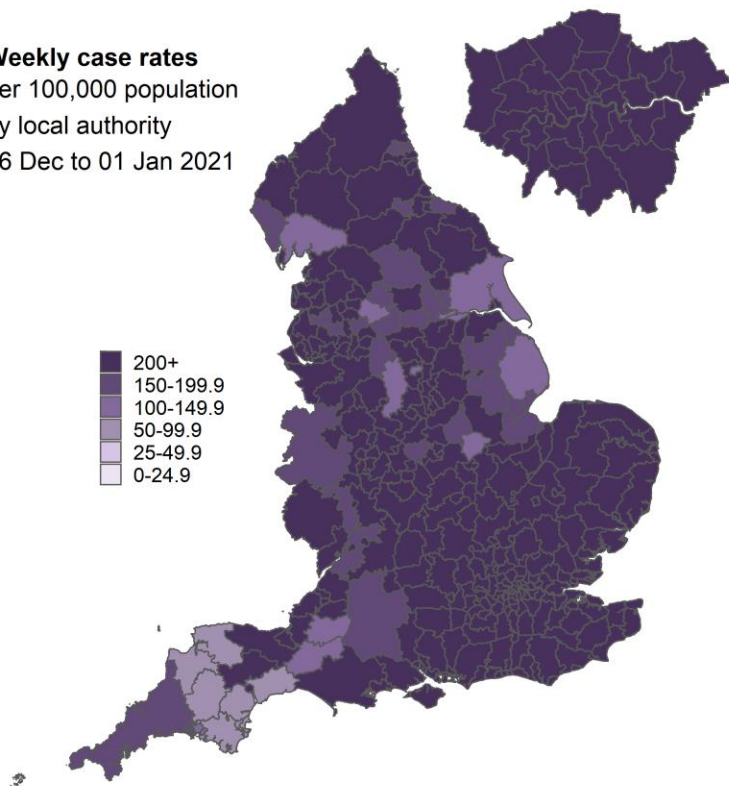 Weekly case rates
er 100,000 population
y local authority
6 Dec to 01 Jan 2021
200+
150-199.9
100-149.9
50-99.9
25-49.9
0-24.9